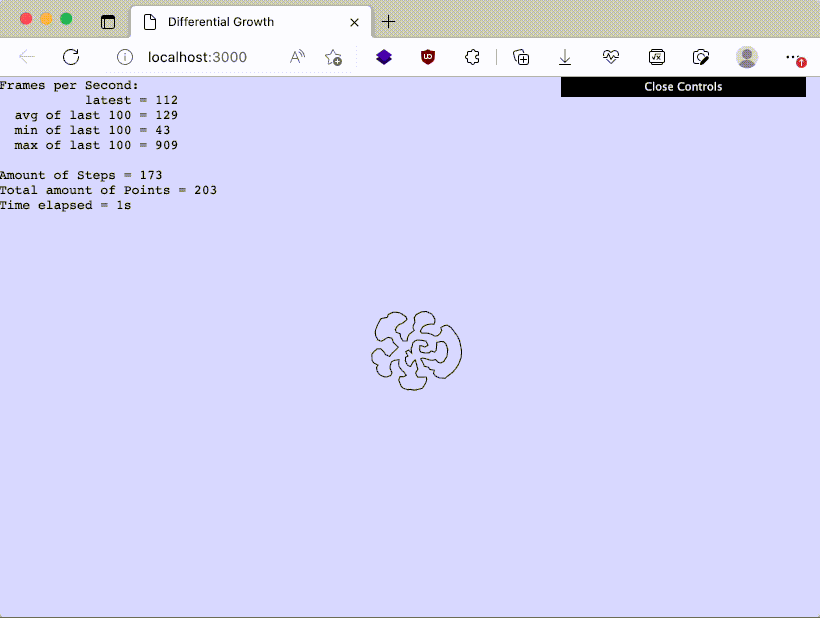 Differential Growth
localhost:3000
Close Controls
Frames per Second:
latest = 112
avg of last 100 = 129
min of last 100 = 43
max of last 100 = 909
Amount of Steps = 173
Total amount of Points = 203
Time elapsed = 1s